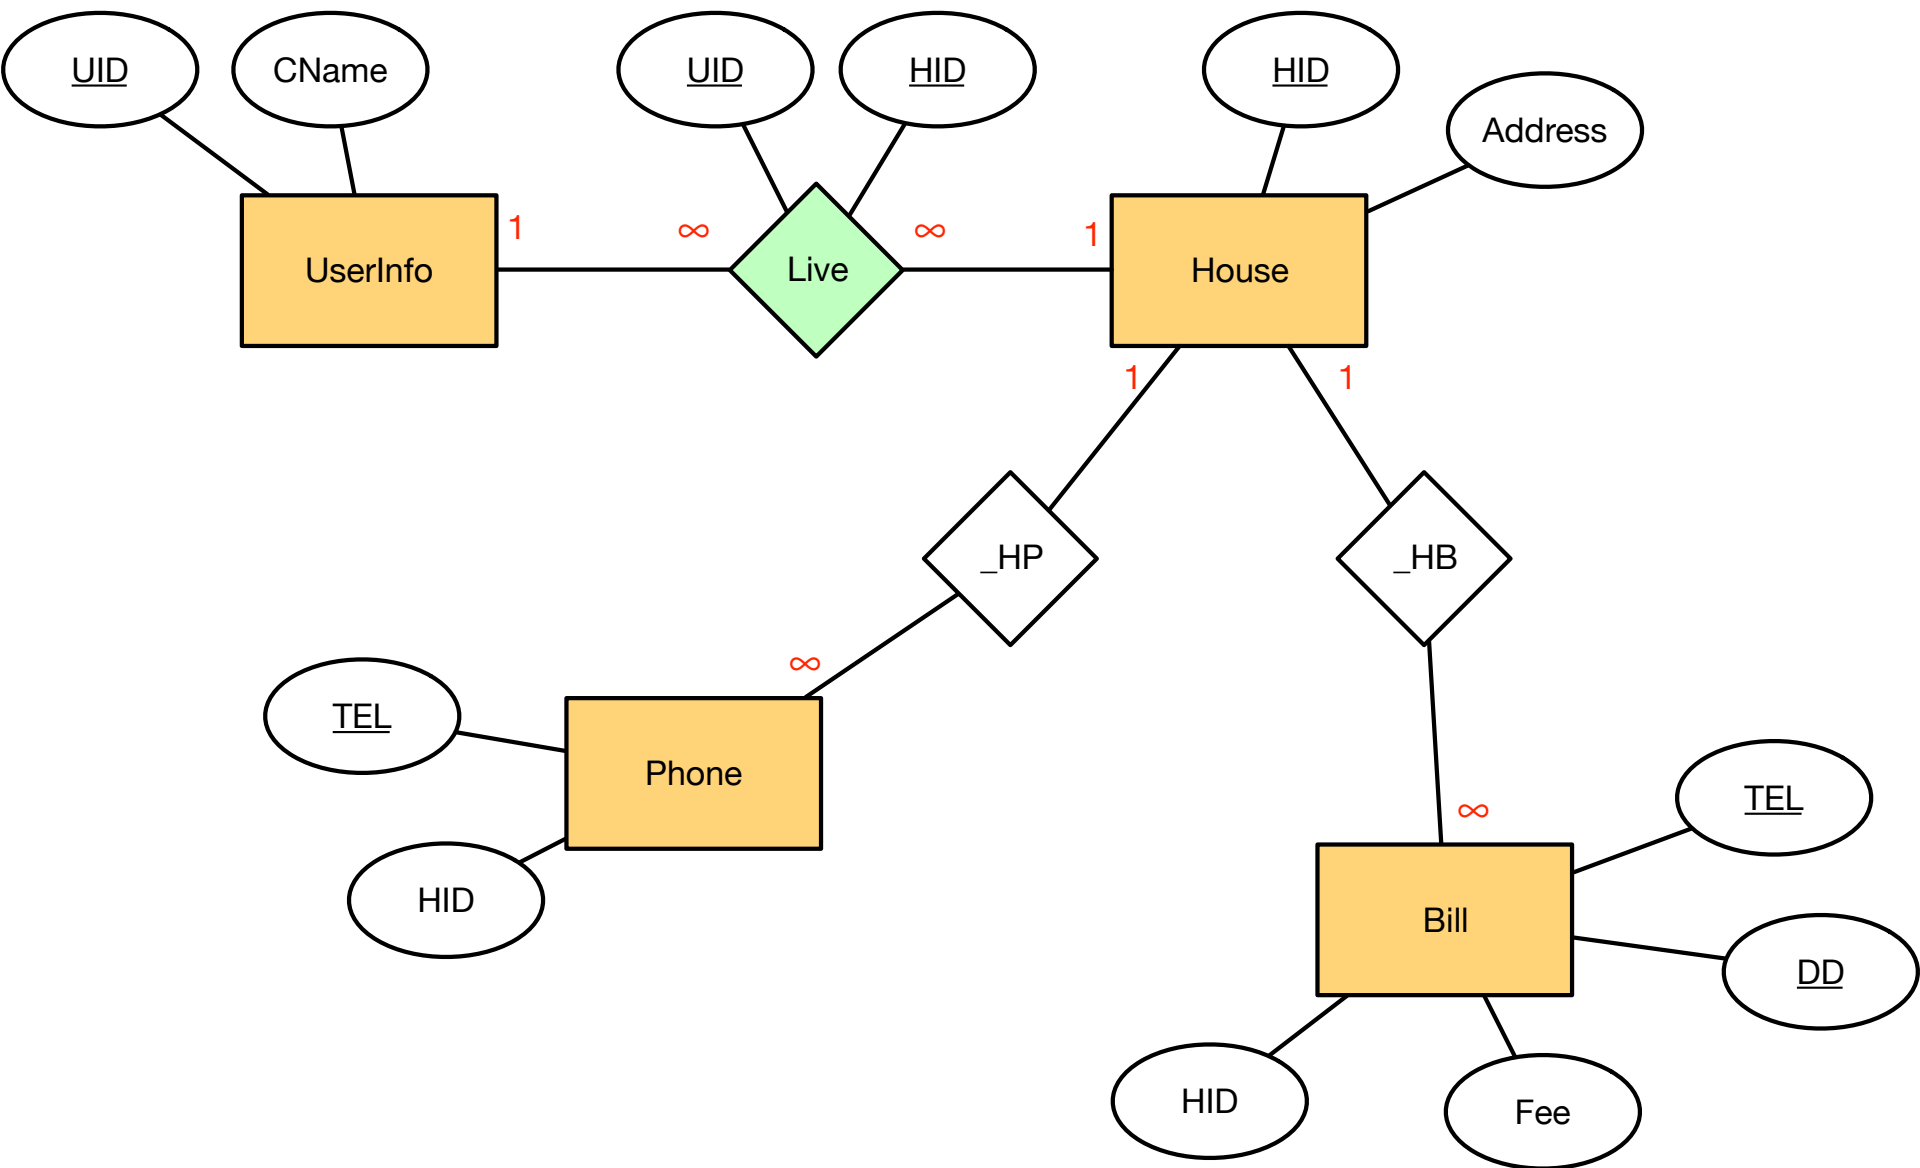 UID
CName
UID
HID
HID
Address
UserInfo
1
∞
Live
∞
1
House
1
1
_HP
_HB
∞
TEL
Phone
HID
∞
TEL
Bill
DD
HID
Fee